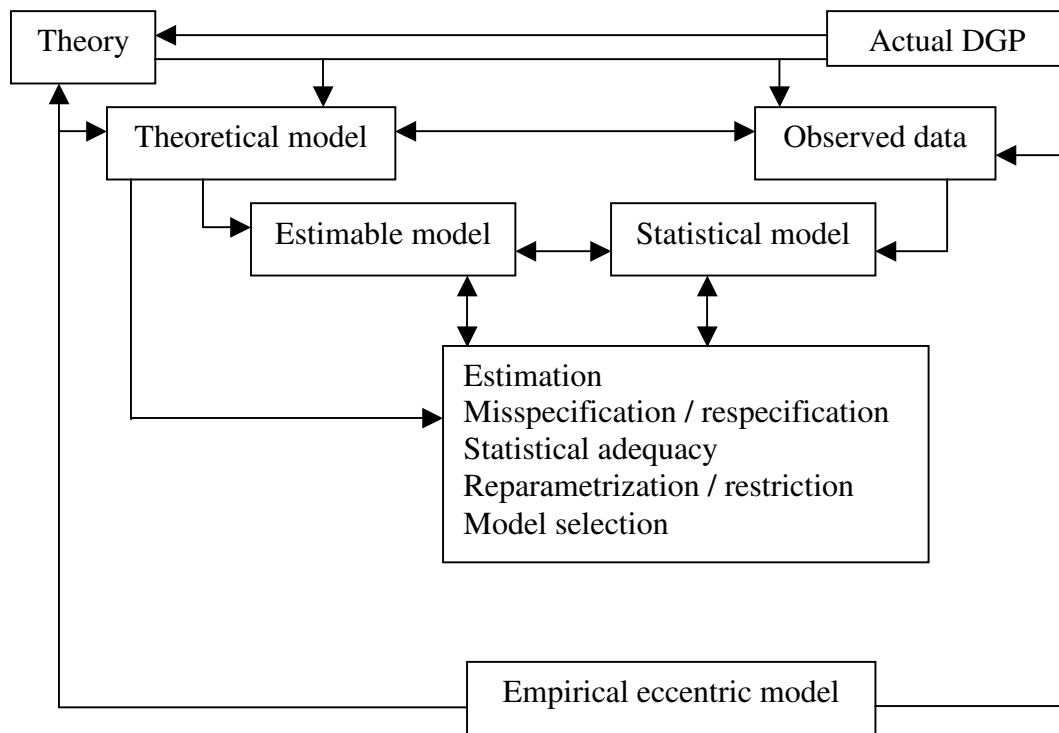 Theory
Actual DGP
Theoretical model
Observed data
Estimable model
Statistical model
Estimation
Misspecification / respecification
Statistical adequacy
Reparametrization / restriction
Model selection
Empirical eccentric model